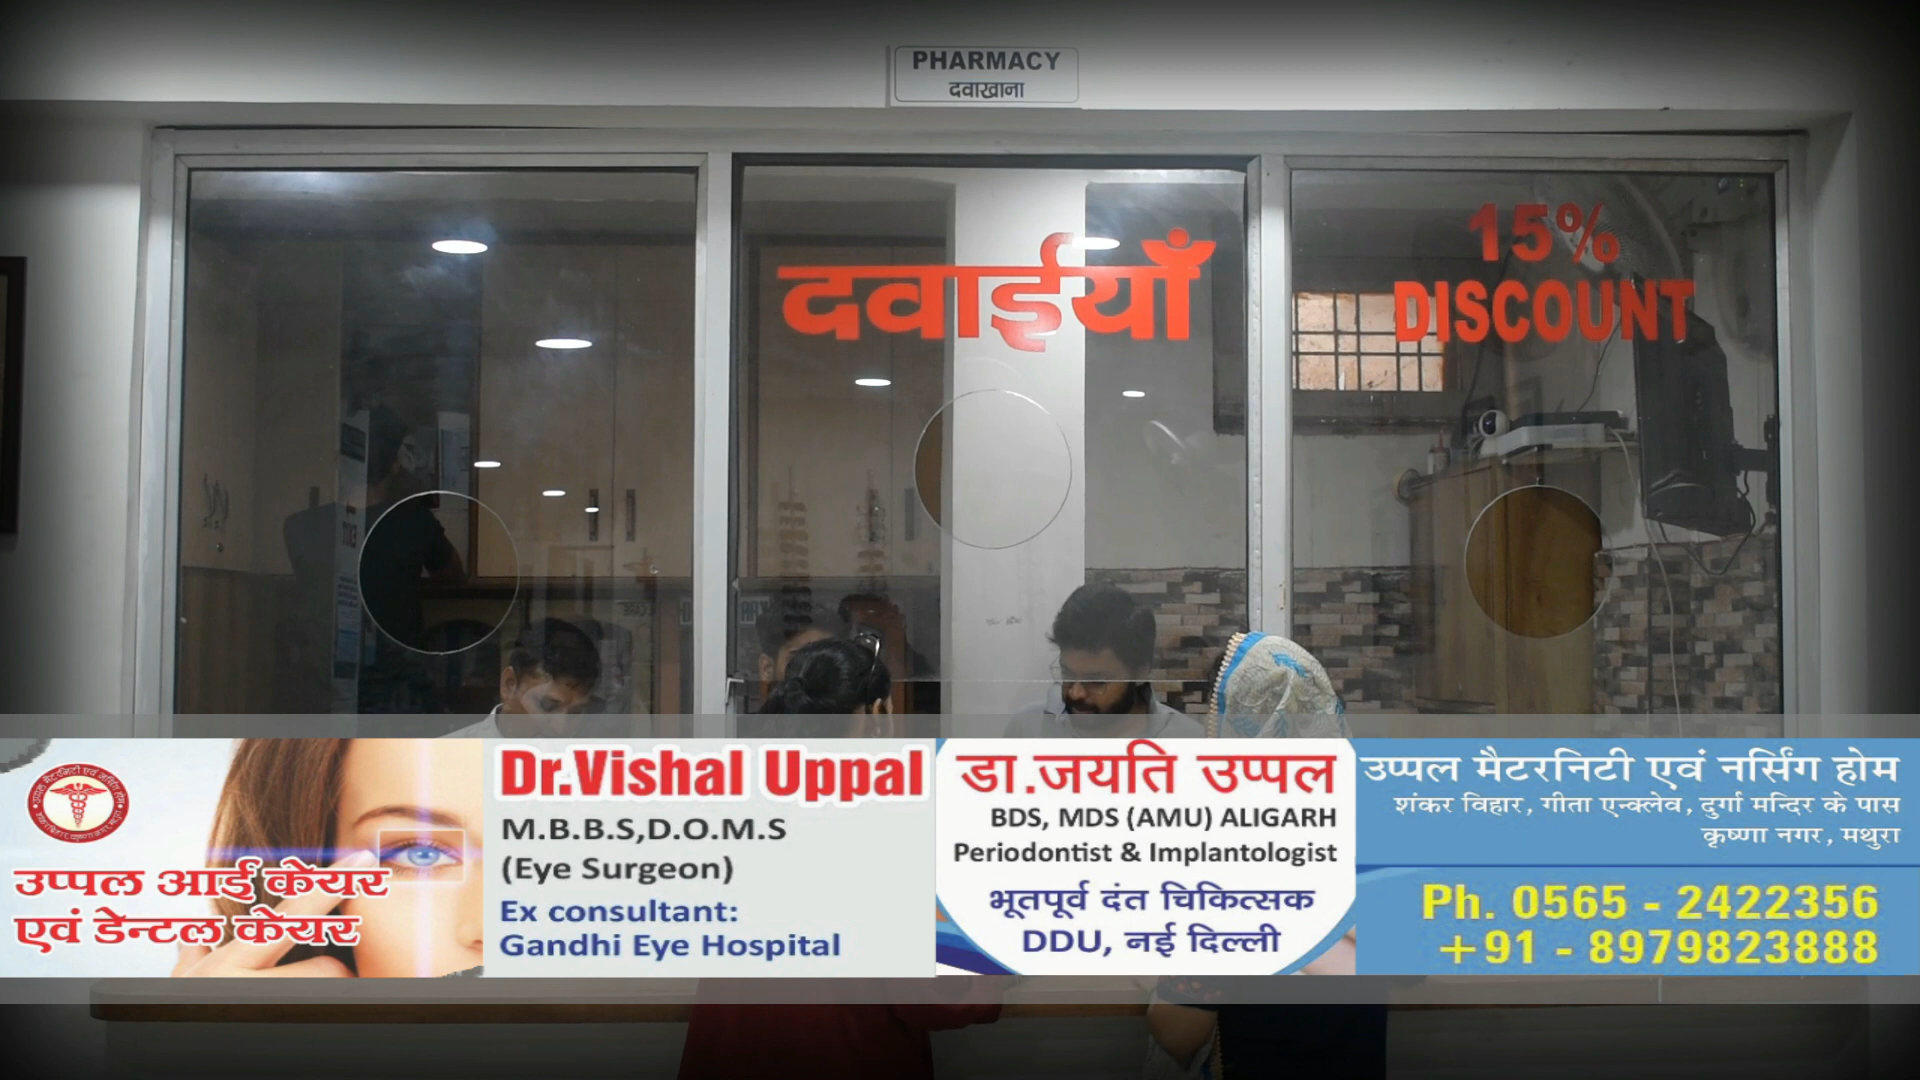 PHARMACY
दवाखाना
दवाईयाँ
15%
DISCOUNT
उप्पल आई केयर
एवं डेन्टल केयर
Dr.Vishal Uppal
M.B.B.S,D.O.M.S
(Eye Surgeon)
Ex consultant:
Gandhi Eye Hospital
डा.जयति उप्पल
BDS, MDS (AMU) ALIGARH
Periodontist & Implantologist
भूतपूर्व दंत चिकित्सक
DDU, नई दिल्ली
उप्पल मैटरनिटी एवं नर्सिंग होम
शंकर विहार, गीता एन्क्लेव, दुर्गा मन्दिर के पास
कृष्णा नगर, मथुरा
Ph. 0565 - 2422356
+91 - 8979823888